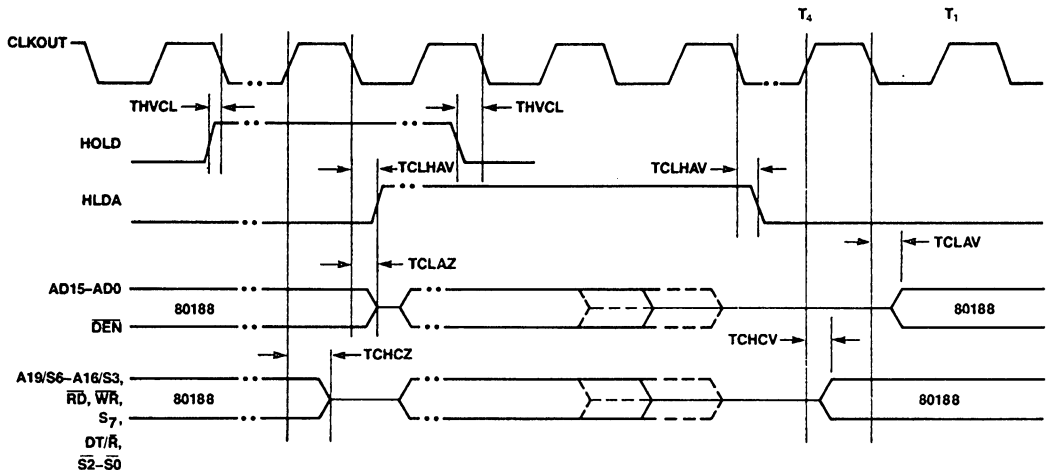 T4 T1
CLKOUT
THVCL THVCL
HOLD
TCLHAV TCLHAV
HLDA
TCLAV
TCLAZ
AD15–AD0
80188 80188
DEN
TCHCZ TCHCV
A19/S6–A16/S3,
RD, WR, 80188 80188
S7,
DT/R,
S2–S0